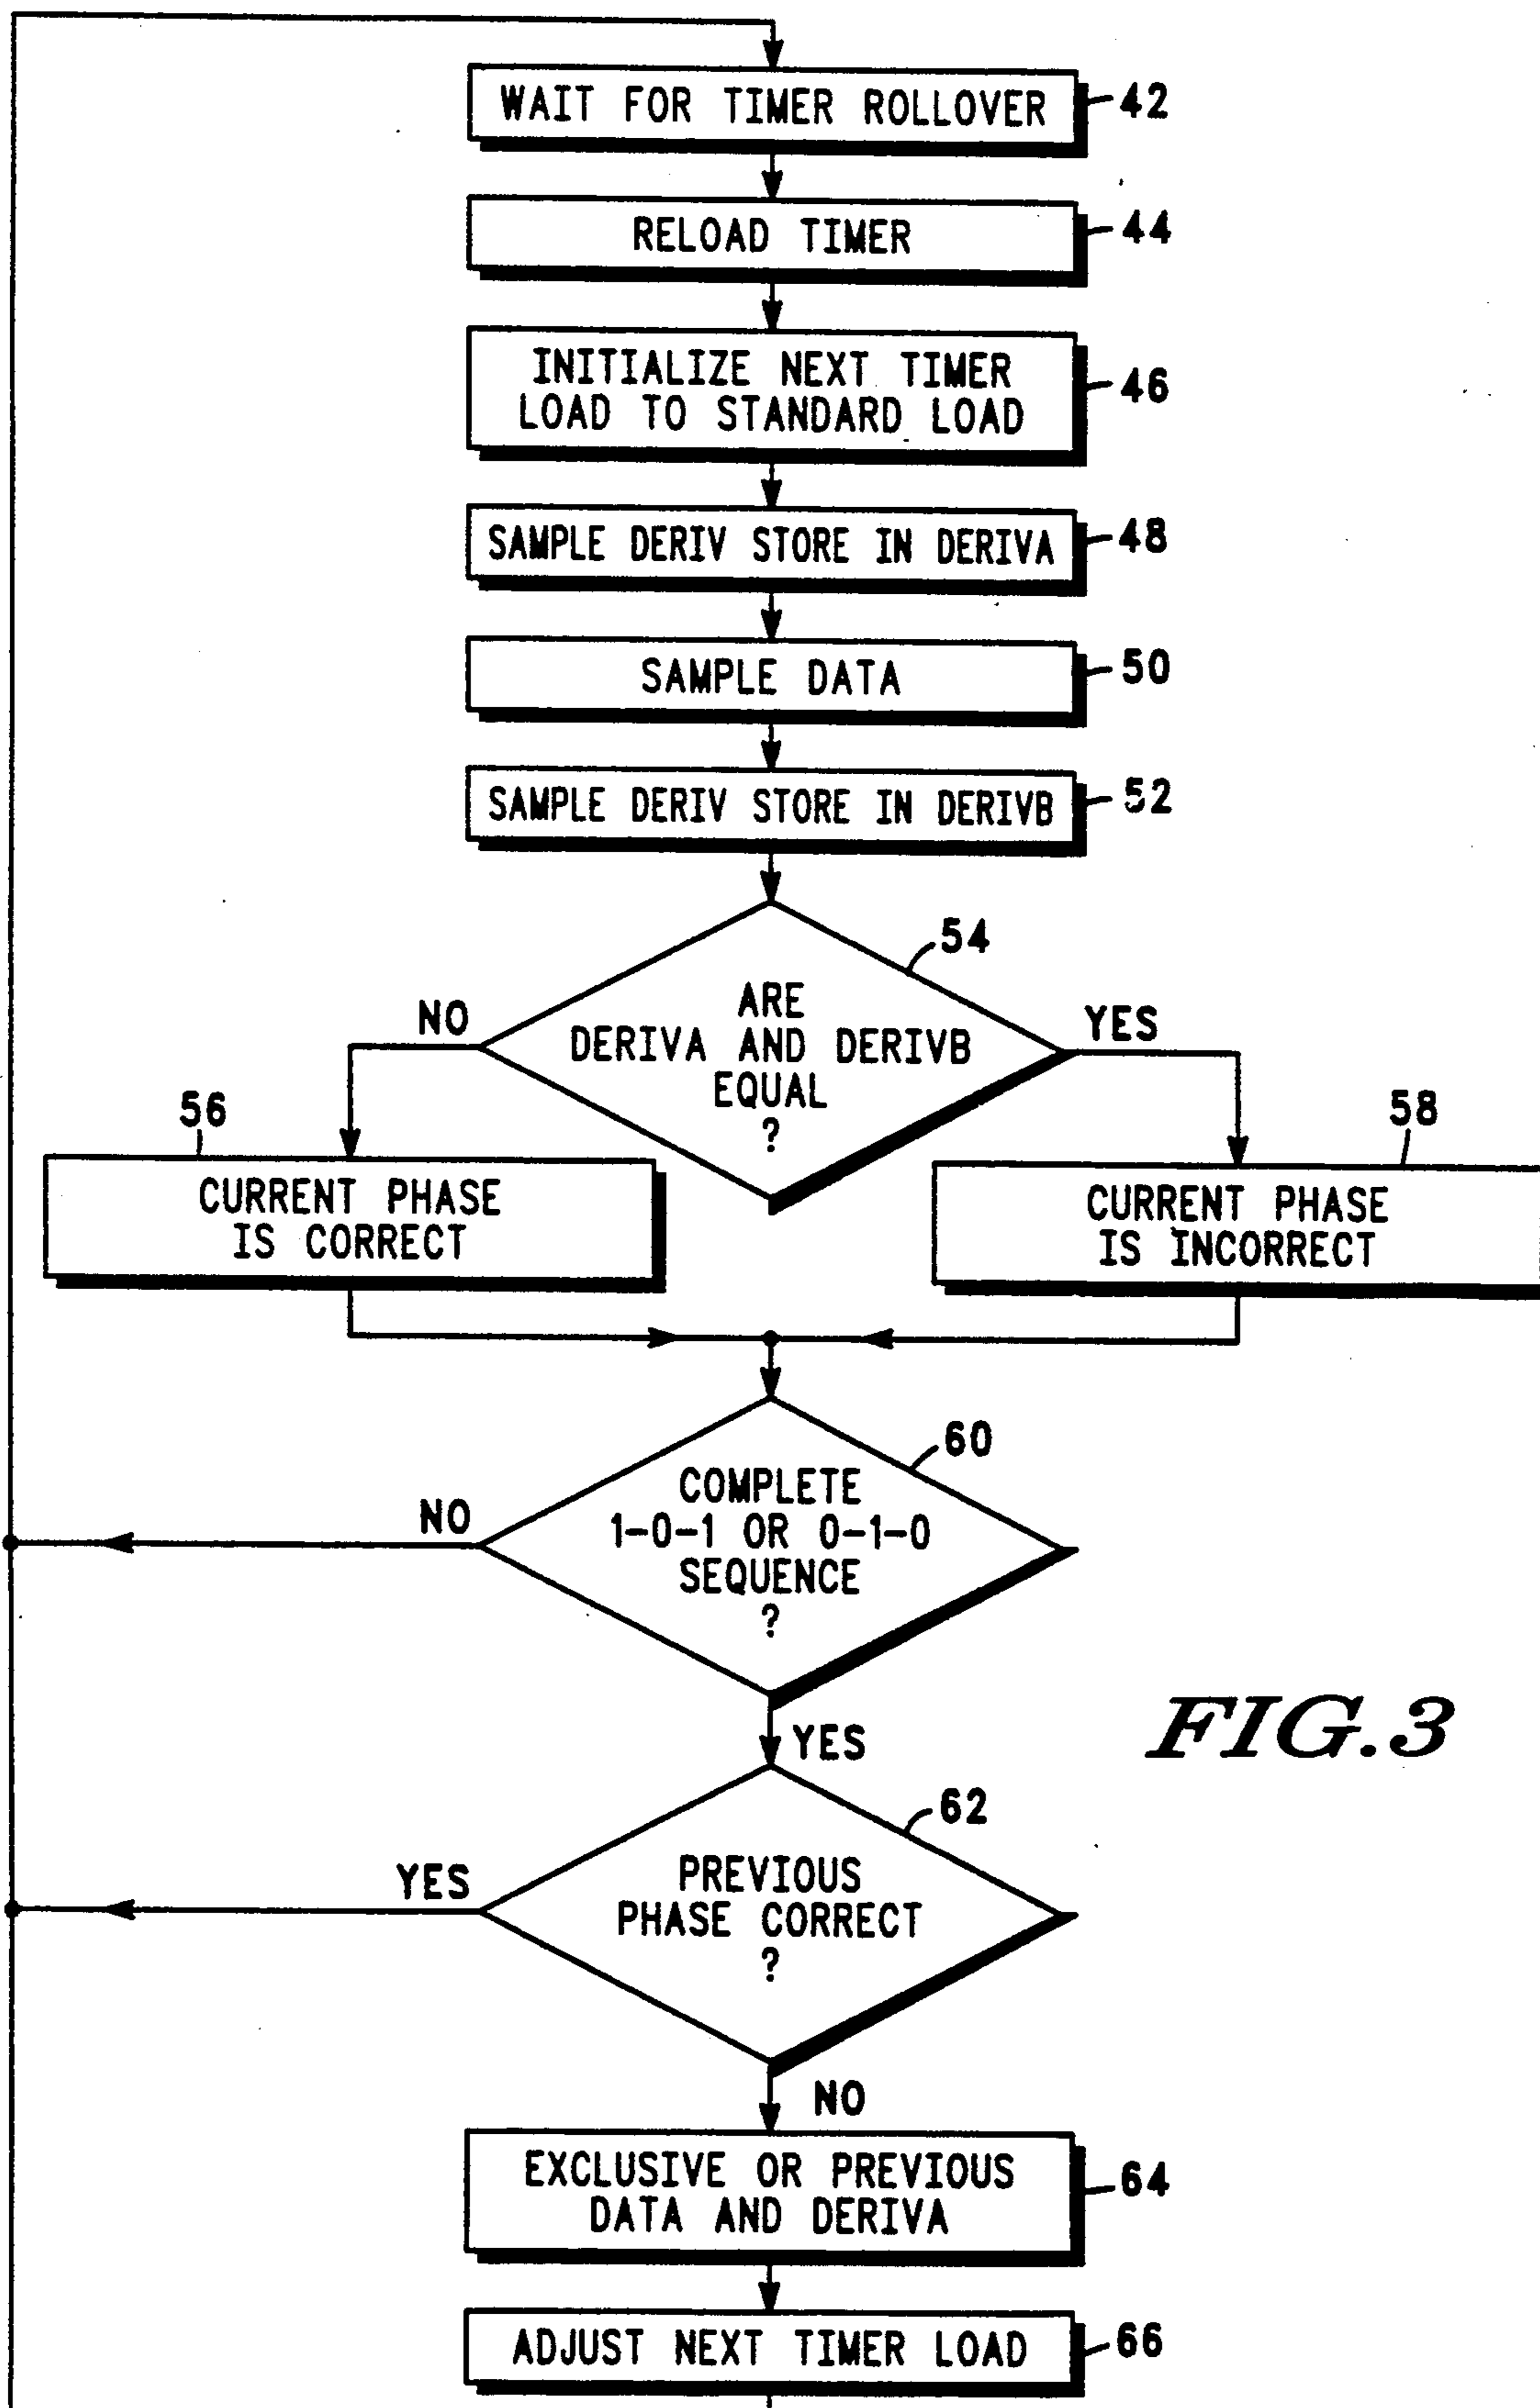 WAIT FOR TIMER ROLLOVER 42
RELOAD TIMER 44
INITIALIZE NEXT TIMER
LOAD TO STANDARD LOAD 46
SAMPLE DERIV STORE IN DERIVA 48
SAMPLE DATA 50
SAMPLE DERIV STORE IN DERIVB 52
54
ARE
DERIVA AND DERIVB
EQUAL
?
NO
YES
56
CURRENT PHASE
IS CORRECT
58
CURRENT PHASE
IS INCORRECT
60
COMPLETE
1-0-1 OR 0-1-0
SEQUENCE
?
NO
YES
FIG.3
62
PREVIOUS
PHASE CORRECT
?
YES
NO
EXCLUSIVE OR PREVIOUS
DATA AND DERIVA 64
ADJUST NEXT TIMER LOAD 66